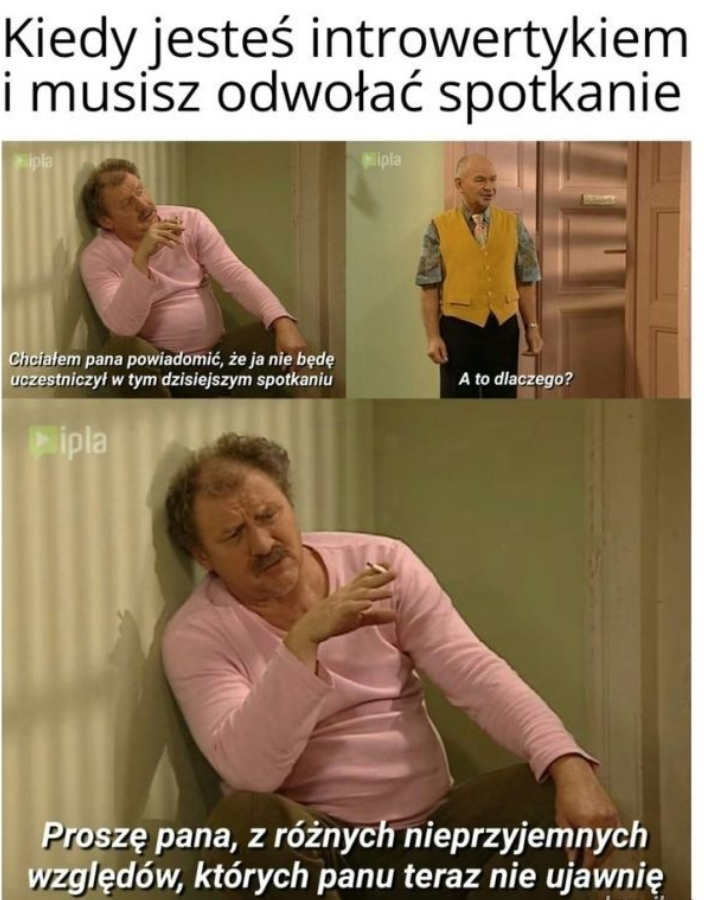 Kiedy jesteś introwertykiem
i musisz odwołać spotkanie
ipla
ipla
Chciałem pana powiadomić, że ja nie będę
uczestniczył w tym dzisiejszym spotkaniu
A to dlaczego?
ipla
Proszę pana, z różnych nieprzyjemnych
względów, których panu teraz nie ujawnię